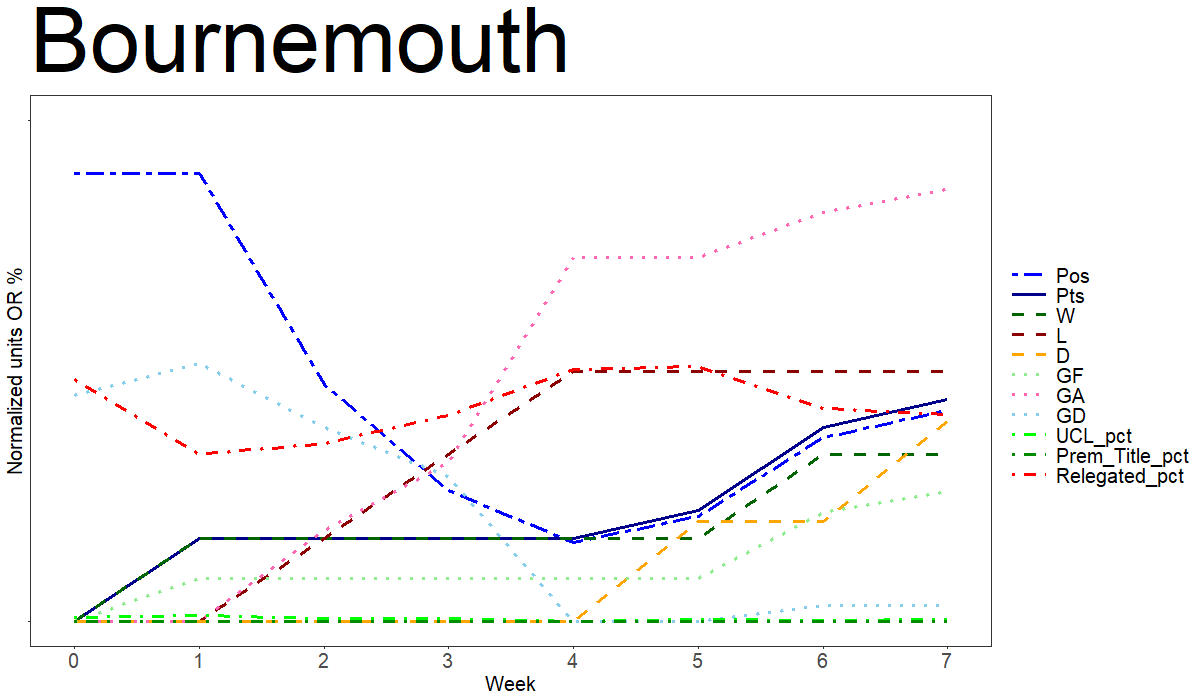 Bournemouth
Normalized units OR %
Pos
Pts
W
L
D
GF
GA
GD
UCL_pct
Prem_Title_pct
Relegated_pct
0 1 2 3 4 5 6 7
Week